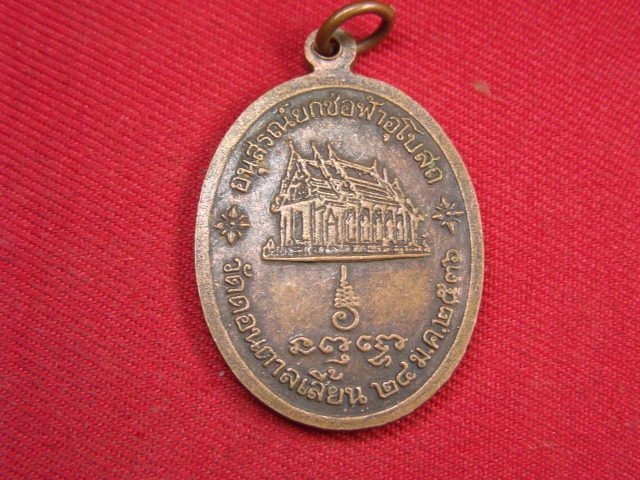 อนุสรณ์ยกช่อฟ้าอุโบสถ
วัดดอนตาลเสี้ยน ๒๔ ม.ค.๒๕๓๖